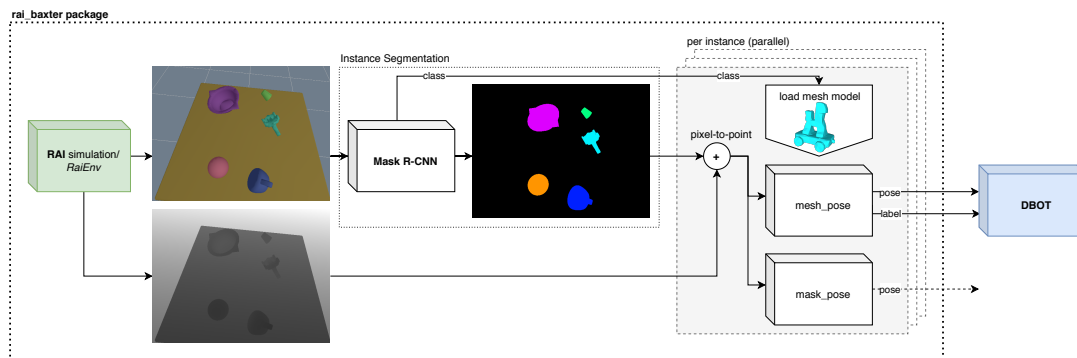 rai_baxter package
per instance (parallel)
Instance Segmentation
class
class
load mesh model
pixel-to-point
RAI simulation/
RaiEnv
Mask R-CNN
+
mesh_pose
pose
label
DBOT
mask_pose
pose